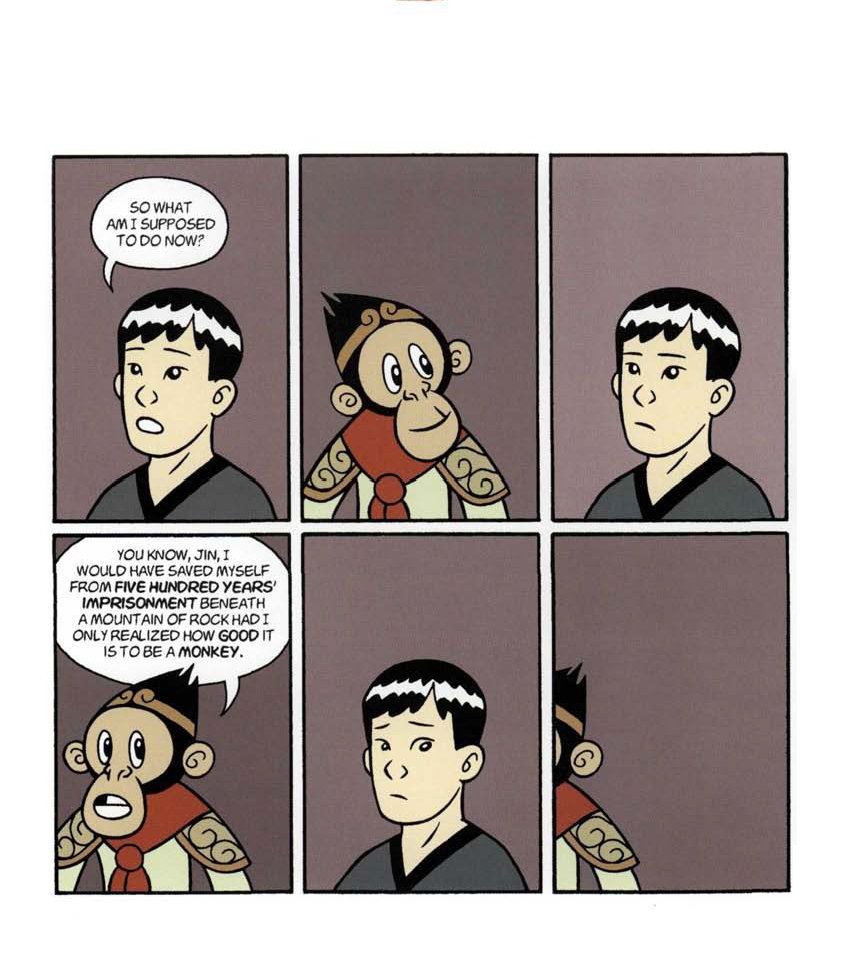 SO WHAT
AM I SUPPOSED
TO DO NOW?
YOU KNOW, JIN, I
WOULD HAVE SAVED MYSELF
FROM FIVE HUNDRED YEARS'
IMPRISONMENT BENEATH
A MOUNTAIN OF ROCK HAD I
ONLY REALIZED HOW GOOD IT
IS TO BE A MONKEY.